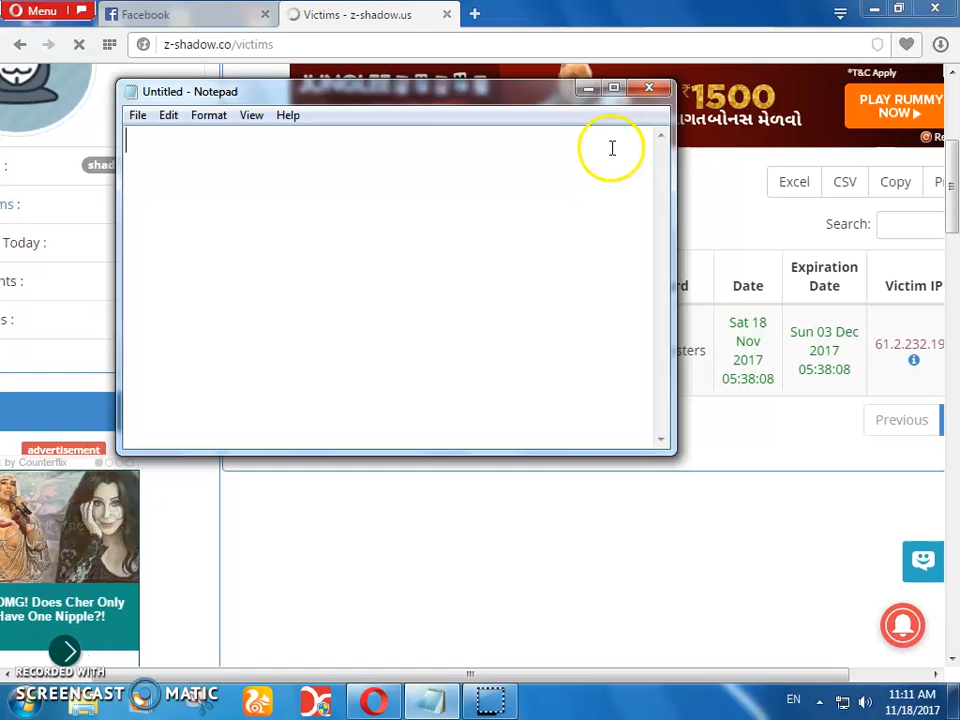 Menu
Facebook
Victims - z-shadow.us
z-shadow.co/victims
Untitled - Notepad
File Edit Format View Help
*T&C Apply
₹1500
ાગતબોનસ મેળવો
PLAY RUMMY
NOW
Excel CSV Copy
Search:
Today :
Date
Expiration
Date
Victim IP
Sat 18
Nov
2017
05:38:08
Sun 03 Dec
2017
05:38:08
61.2.232.19
Previous
advertisement
by Counterflix
OMG! Does Cher Only
Have One Nipple?!
RECORDED WITH
SCREENCAST MATIC
EN
11:11 AM
11/18/2017